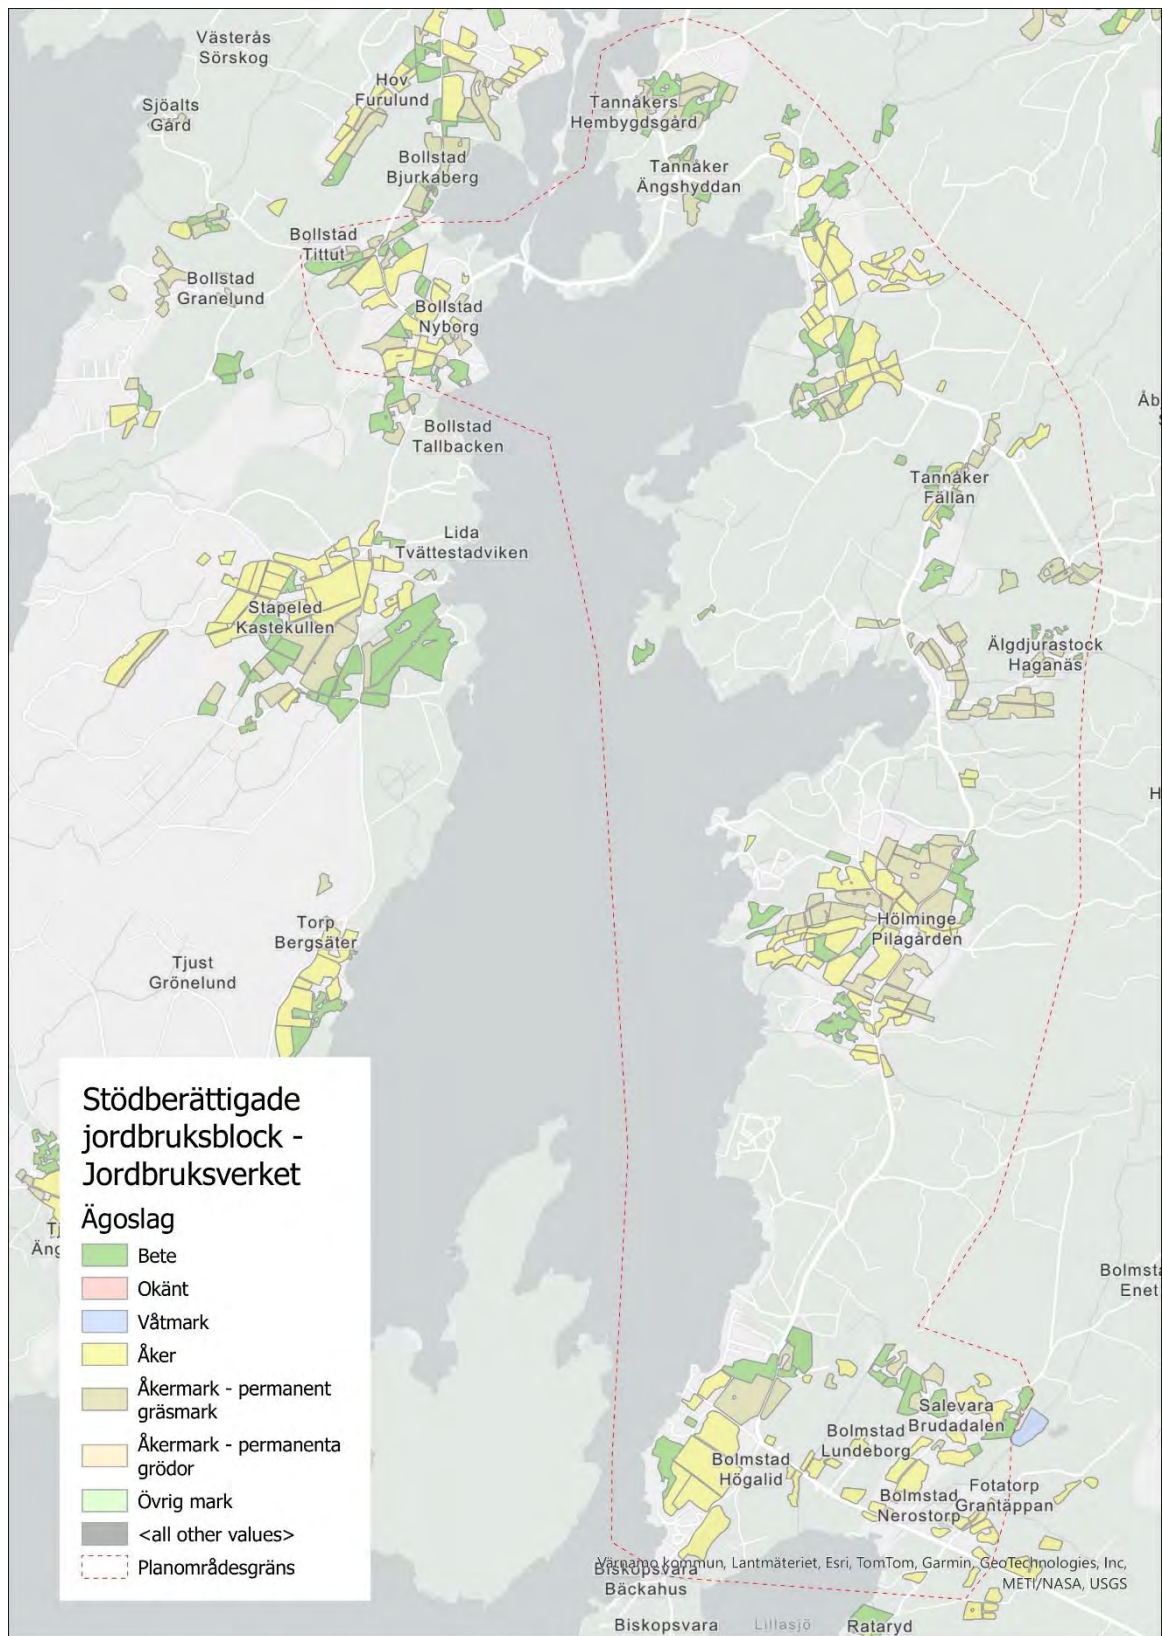 Västerås
Sörskog
Hov
Furulund
Sjöalts
Gård
Tannåkers
Hembygdsgård
Bollstad
Bjurkaberg
Tannåker
Ängshyddan
Bollstad
Tittut
Bollstad
Granelund
Bollstad
Nyborg
Åb
Bollstad
Tallbacken
Tannåker
Fällan
Lida
Tvättestadviken
Stapeled
Kastekullen
Älgdjurastock
Haganäs
H
Hölminge
Pilagården
Torp
Bergsäter
Tjust
Grönelund
Stödberättigade
jordbruksblock -
Jordbruksverket
Ägoslag
Bete
Okänt
Våtmark
Åker
Åkermark - permanent
gräsmark
Åkermark - permanenta
grödor
Övrig mark
<all other values>
Planområdesgräns
Tj
Äng
Bolmsta
Enet
Salevara
Brudadalen
Bolmstad
Lundeborg
Bolmstad
Högalid
Fotatorp
Grantäppan
Bolmstad
Nerostorp
Värnamo kommun, Lantmäteriet, Esri, TomTom, Garmin, GeoTechnologies, Inc,
METI/NASA, USGS
Biskopsvara
Bäckahus
Biskopsvara
Lillasjö
Rataryd